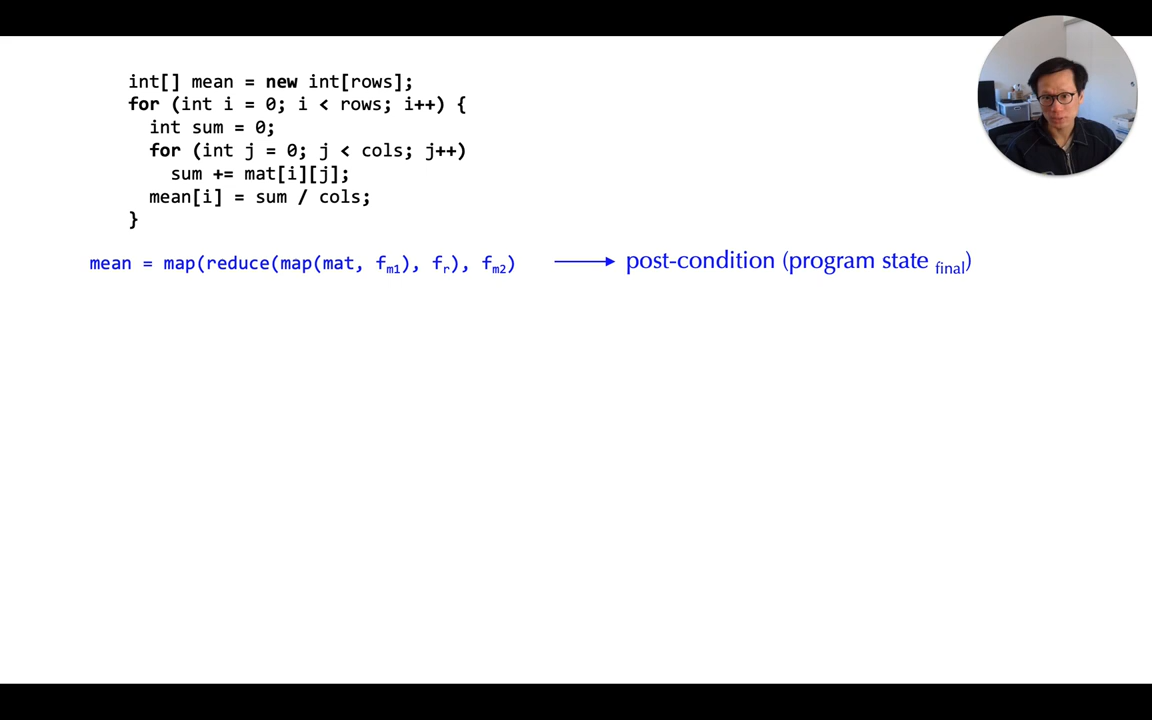 int[] mean = new int[rows];
for (int i = 0; i < rows; i++) {
int sum = 0;
for (int j = 0; j < cols; j++)
sum += mat[i][j];
mean[i] = sum / cols;
}
mean = map(reduce(map(mat, fm1), fr), fm2) → post-condition (program state final)